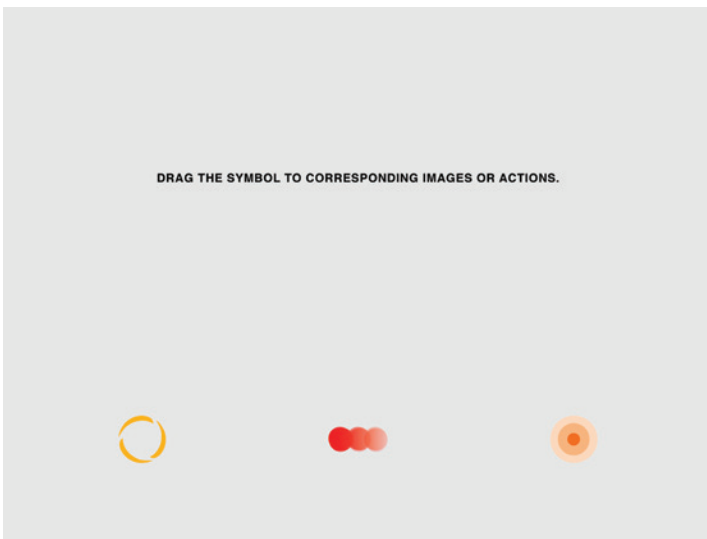 DRAG THE SYMBOL TO CORRESPONDING IMAGES OR ACTIONS.